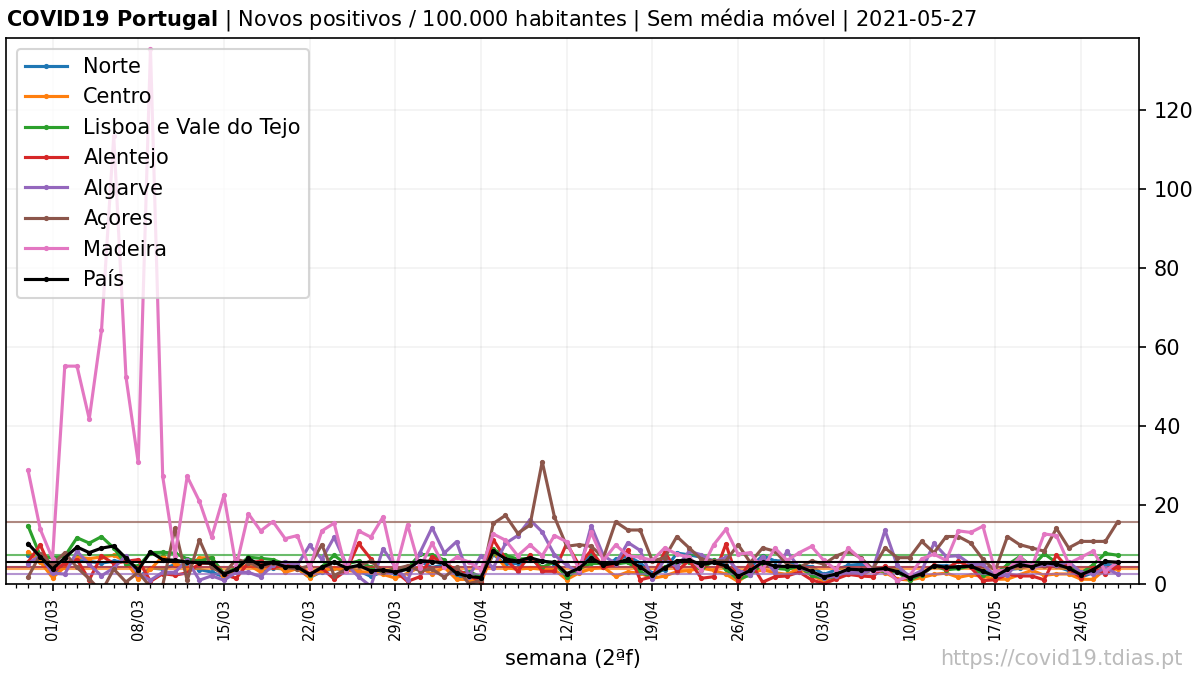 COVID19 Portugal | Novos positivos / 100.000 habitantes | Sem média móvel | 2021-05-27
Norte
Centro
Lisboa e Vale do Tejo
Alentejo
Algarve
Açores
Madeira
País
120
100
80
60
40
20
0
01/03
08/03
15/03
22/03
29/03
05/04
12/04
19/04
26/04
03/05
10/05
17/05
24/05
semana (2ªf)
https://covid19.tdias.pt